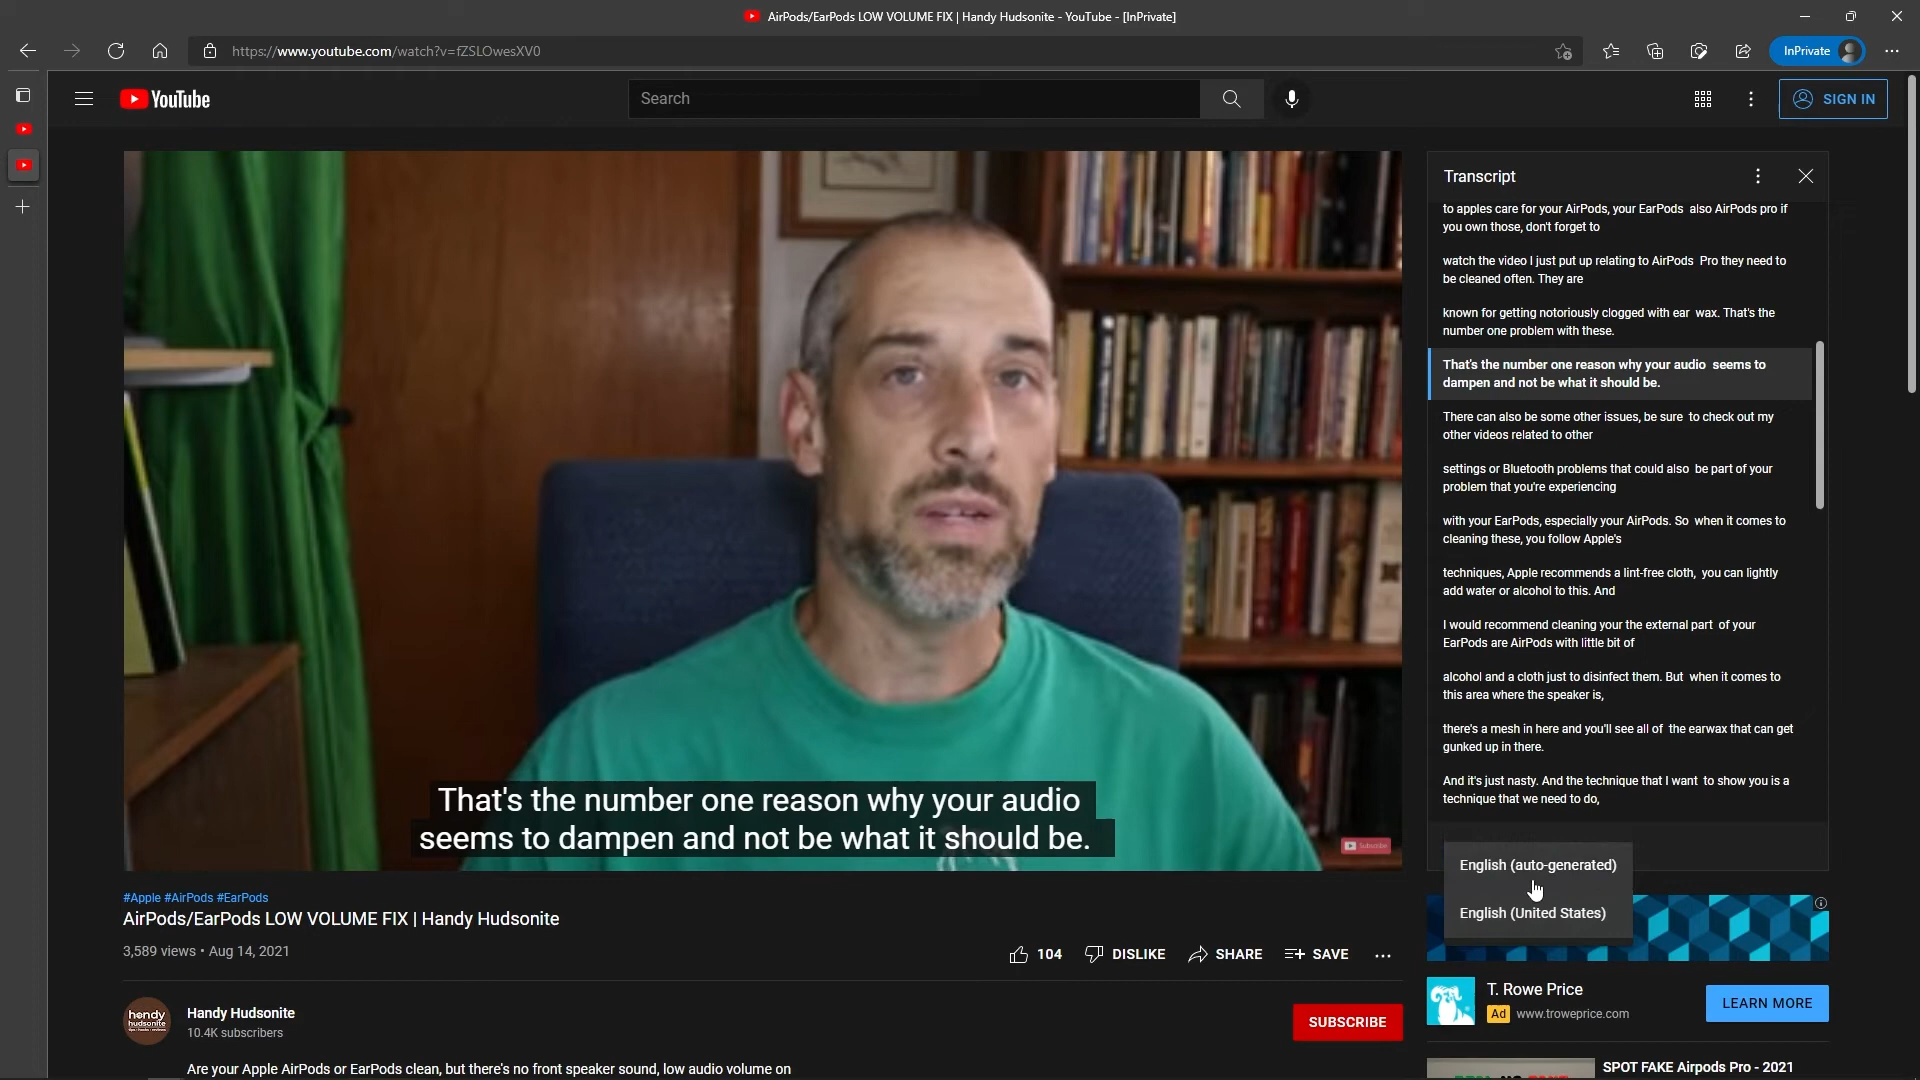 AirPods/EarPods LOW VOLUME FIX | Handy Hudsonite - YouTube - [InPrivate]
https://www.youtube.com/watch?v=fZSLOwesXV0
InPrivate
YouTube
Search
SIGN IN
Transcript
to apples care for your AirPods, your EarPods also AirPods pro if
you own those, don't forget to
watch the video I just put up relating to AirPods Pro they need to
be cleaned often. They are
known for getting notoriously clogged with ear wax. That's the
number one problem with these.
That's the number one reason why your audio seems to
dampen and not be what it should be.
There can also be some other issues, be sure to check out my
other videos related to other
settings or Bluetooth problems that could also be part of your
problem that you're experiencing
with your EarPods, especially your AirPods. So when it comes to
cleaning these, you follow Apple's
techniques, Apple recommends a lint-free cloth, you can lightly
add water or alcohol to this. And
I would recommend cleaning your the external part of your
EarPods are AirPods with little bit of
alcohol and a cloth just to disinfect them. But when it comes to
this area where the speaker is,
there's a mesh in here and you'll see all of the earwax that can get
gunked up in there.
And it's just nasty. And the technique that I want to show you is a
technique that we need to do,
English (auto-generated)
English (United States)
That's the number one reason why your audio
seems to dampen and not be what it should be.
Subscribe
#Apple #AirPods #EarPods
AirPods/EarPods LOW VOLUME FIX | Handy Hudsonite
3,589 views • Aug 14, 2021
104
DISLIKE
SHARE
SAVE
handy
hudsonite
Handy Hudsonite
10.4K subscribers
SUBSCRIBE
Are your Apple AirPods or EarPods clean, but there's no front speaker sound, low audio volume on
T. Rowe Price
Ad www.troweprice.com
LEARN MORE
SPOT FAKE Airpods Pro - 2021